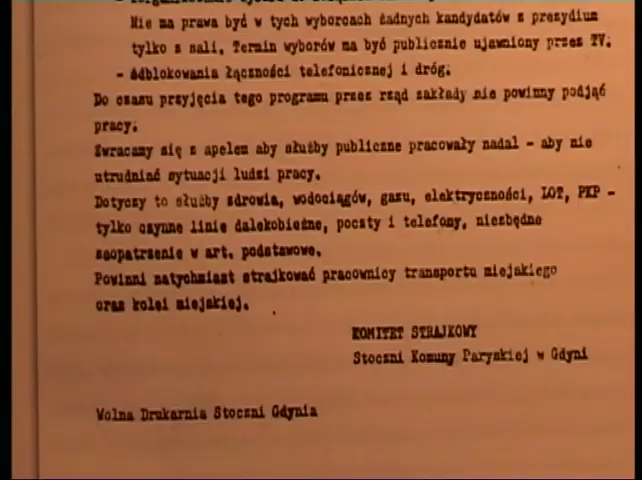 Nie ma prawa być w tych wyborach żadnych kandydatów z prezydium
tylko z sali. Termin wyborów ma być publicznie ujawniony przez TV.
- Adblokowania łączności telefonicznej i dróg.
Do czasu przyjęcia tego programu przez rząd zakłady nie powinny podjąć
pracy.
Zwracamy się z apelem aby służby publiczne pracowały nadal - aby nie
utrudniać sytuacji ludzi pracy.
Dotyczy to służby zdrowia, wodociągów, gazu, elektryczności, LOT, PKP -
tylko czynne linie dalekobieżne, poczty i telefony, niezbędne
zaopatrzenie w art. podstawowe.
Powinni natychmiast strajkować pracownicy transportu miejskiego
oraz kolei miejskiej.
KOMITET STRAJKOWY
Stoczni Komuny Paryskiej w Gdyni
Wolna Drukarnia Stoczni Gdynia